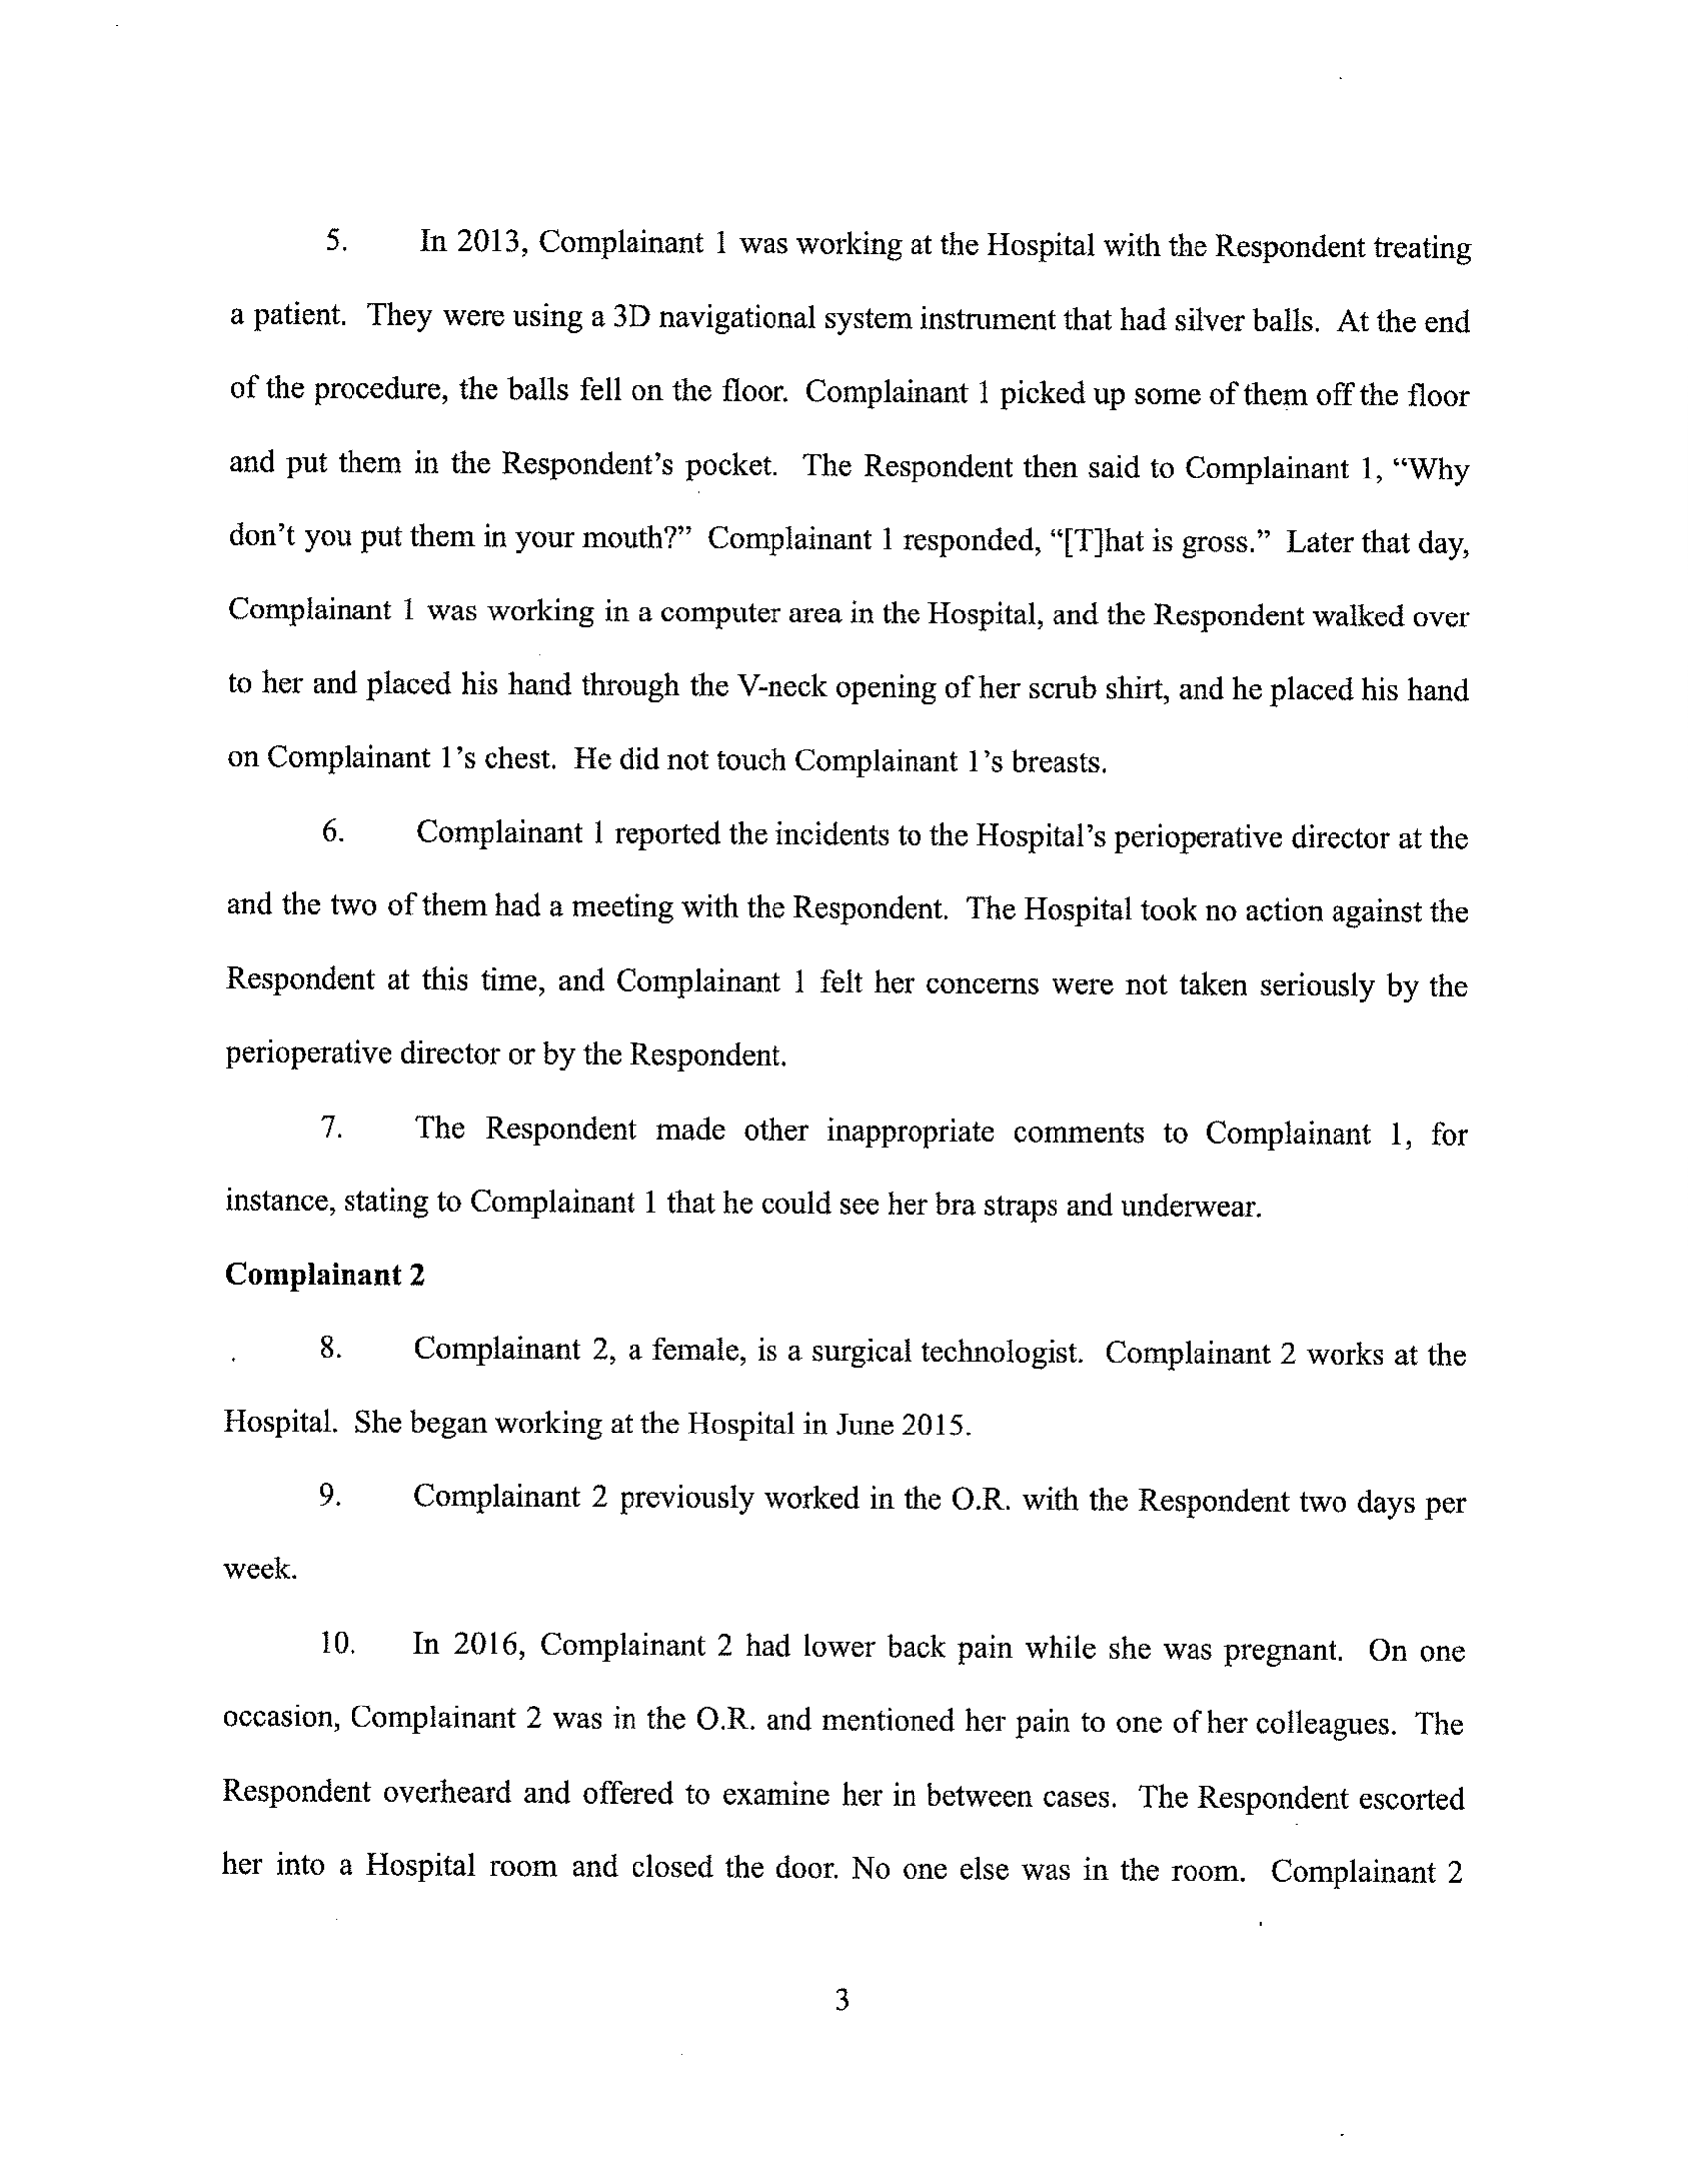 5. In 2013, Complainant 1 was working at the Hospital with the Respondent treating
a patient. They were using a 3D navigational system instrument that had silver balls. At the end
of the procedure, the balls fell on the floor. Complainant 1 picked up some of them off the floor
and put them in the Respondent's pocket. The Respondent then said to Complainant 1, “Why
don't you put them in your mouth?” Complainant 1 responded, “[T]hat is gross.” Later that day,
Complainant 1 was working in a computer area in the Hospital, and the Respondent walked over
to her and placed his hand through the V-neck opening of her scrub shirt, and he placed his hand
on Complainant 1's chest. He did not touch Complainant 1's breasts.
6. Complainant 1 reported the incidents to the Hospital's perioperative director at the
and the two of them had a meeting with the Respondent. The Hospital took no action against the
Respondent at this time, and Complainant 1 felt her concerns were not taken seriously by the
perioperative director or by the Respondent.
7. The Respondent made other inappropriate comments to Complainant 1, for
instance, stating to Complainant 1 that he could see her bra straps and underwear.
Complainant 2
8. Complainant 2, a female, is a surgical technologist. Complainant 2 works at the
Hospital. She began working at the Hospital in June 2015.
9. Complainant 2 previously worked in the O.R. with the Respondent two days per
week.
10. In 2016, Complainant 2 had lower back pain while she was pregnant. On one
occasion, Complainant 2 was in the O.R. and mentioned her pain to one of her colleagues. The
Respondent overheard and offered to examine her in between cases. The Respondent escorted
her into a Hospital room and closed the door. No one else was in the room. Complainant 2
3